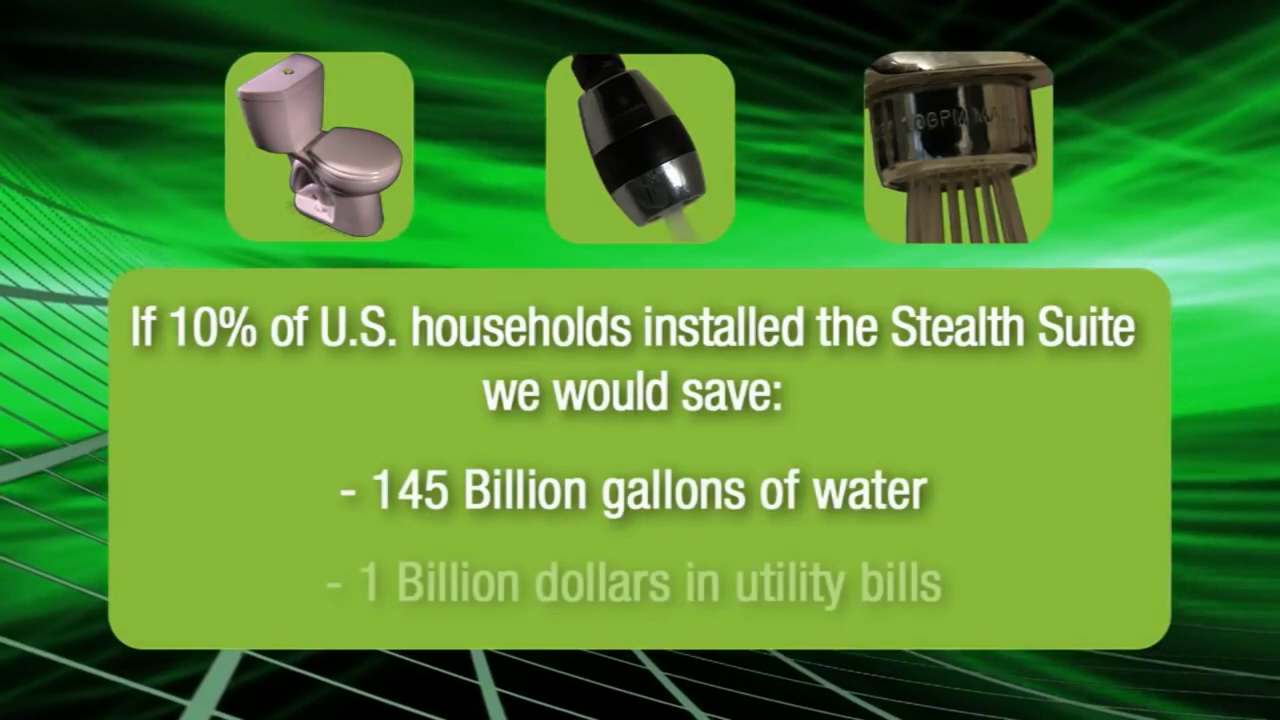 If 10% of U.S. households installed the Stealth Suite
we would save:
- 145 Billion gallons of water
- 1 Billion dollars in utility bills